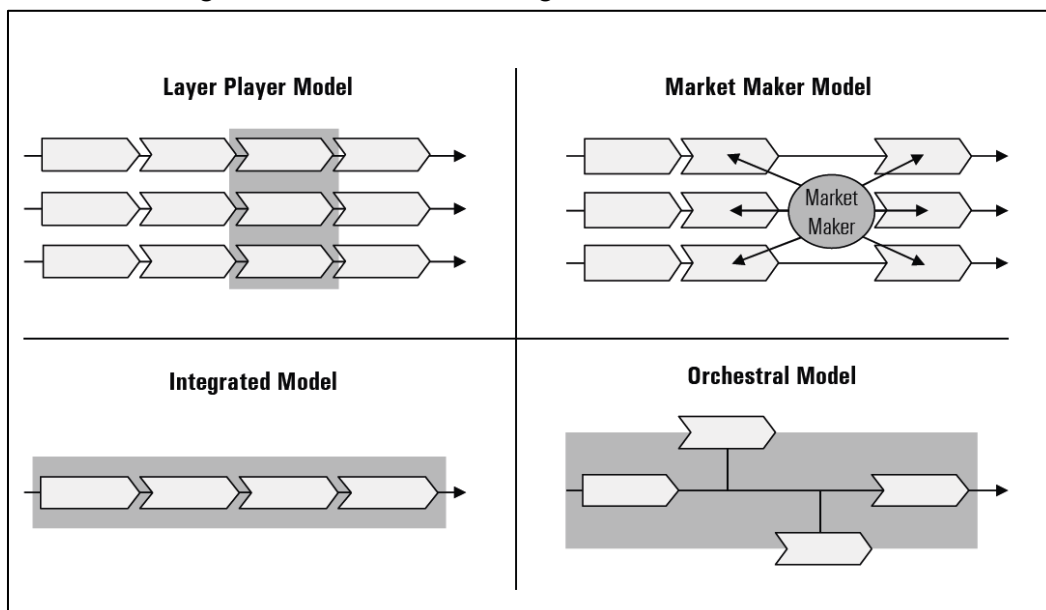 Layer Player Model
Market Maker Model
Market
Maker
Integrated Model
Orchestral Model